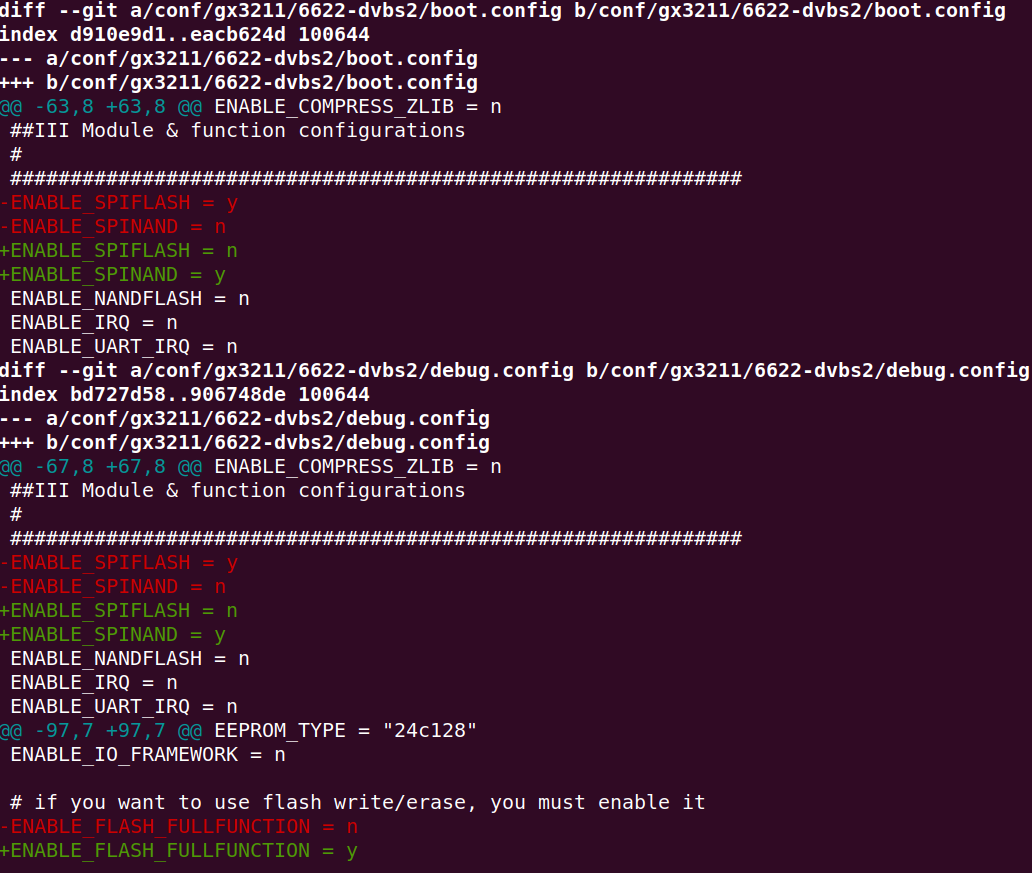 diff --git a/conf/gx3211/6622-dvbs2/boot.config b/conf/gx3211/6622-dvbs2/boot.config
index d910e9d1..eacb624d 100644
--- a/conf/gx3211/6622-dvbs2/boot.config
+++ b/conf/gx3211/6622-dvbs2/boot.config
@@ -63,8 +63,8 @@ ENABLE_COMPRESS_ZLIB = n
 ##III Module & function configurations
 #
 #############################################################
-ENABLE_SPIFLASH = y
-ENABLE_SPINAND = n
+ENABLE_SPIFLASH = n
+ENABLE_SPINAND = y
 ENABLE_NANDFLASH = n
 ENABLE_IRQ = n
 ENABLE_UART_IRQ = n
diff --git a/conf/gx3211/6622-dvbs2/debug.config b/conf/gx3211/6622-dvbs2/debug.config
index bd727d58..906748de 100644
--- a/conf/gx3211/6622-dvbs2/debug.config
+++ b/conf/gx3211/6622-dvbs2/debug.config
@@ -67,8 +67,8 @@ ENABLE_COMPRESS_ZLIB = n
 ##III Module & function configurations
 #
 #############################################################
-ENABLE_SPIFLASH = y
-ENABLE_SPINAND = n
+ENABLE_SPIFLASH = n
+ENABLE_SPINAND = y
 ENABLE_NANDFLASH = n
 ENABLE_IRQ = n
 ENABLE_UART_IRQ = n
@@ -97,7 +97,7 @@ EEPROM_TYPE = "24c128"
 ENABLE_IO_FRAMEWORK = n

 # if you want to use flash write/erase, you must enable it
-ENABLE_FLASH_FULLFUNCTION = n
+ENABLE_FLASH_FULLFUNCTION = y